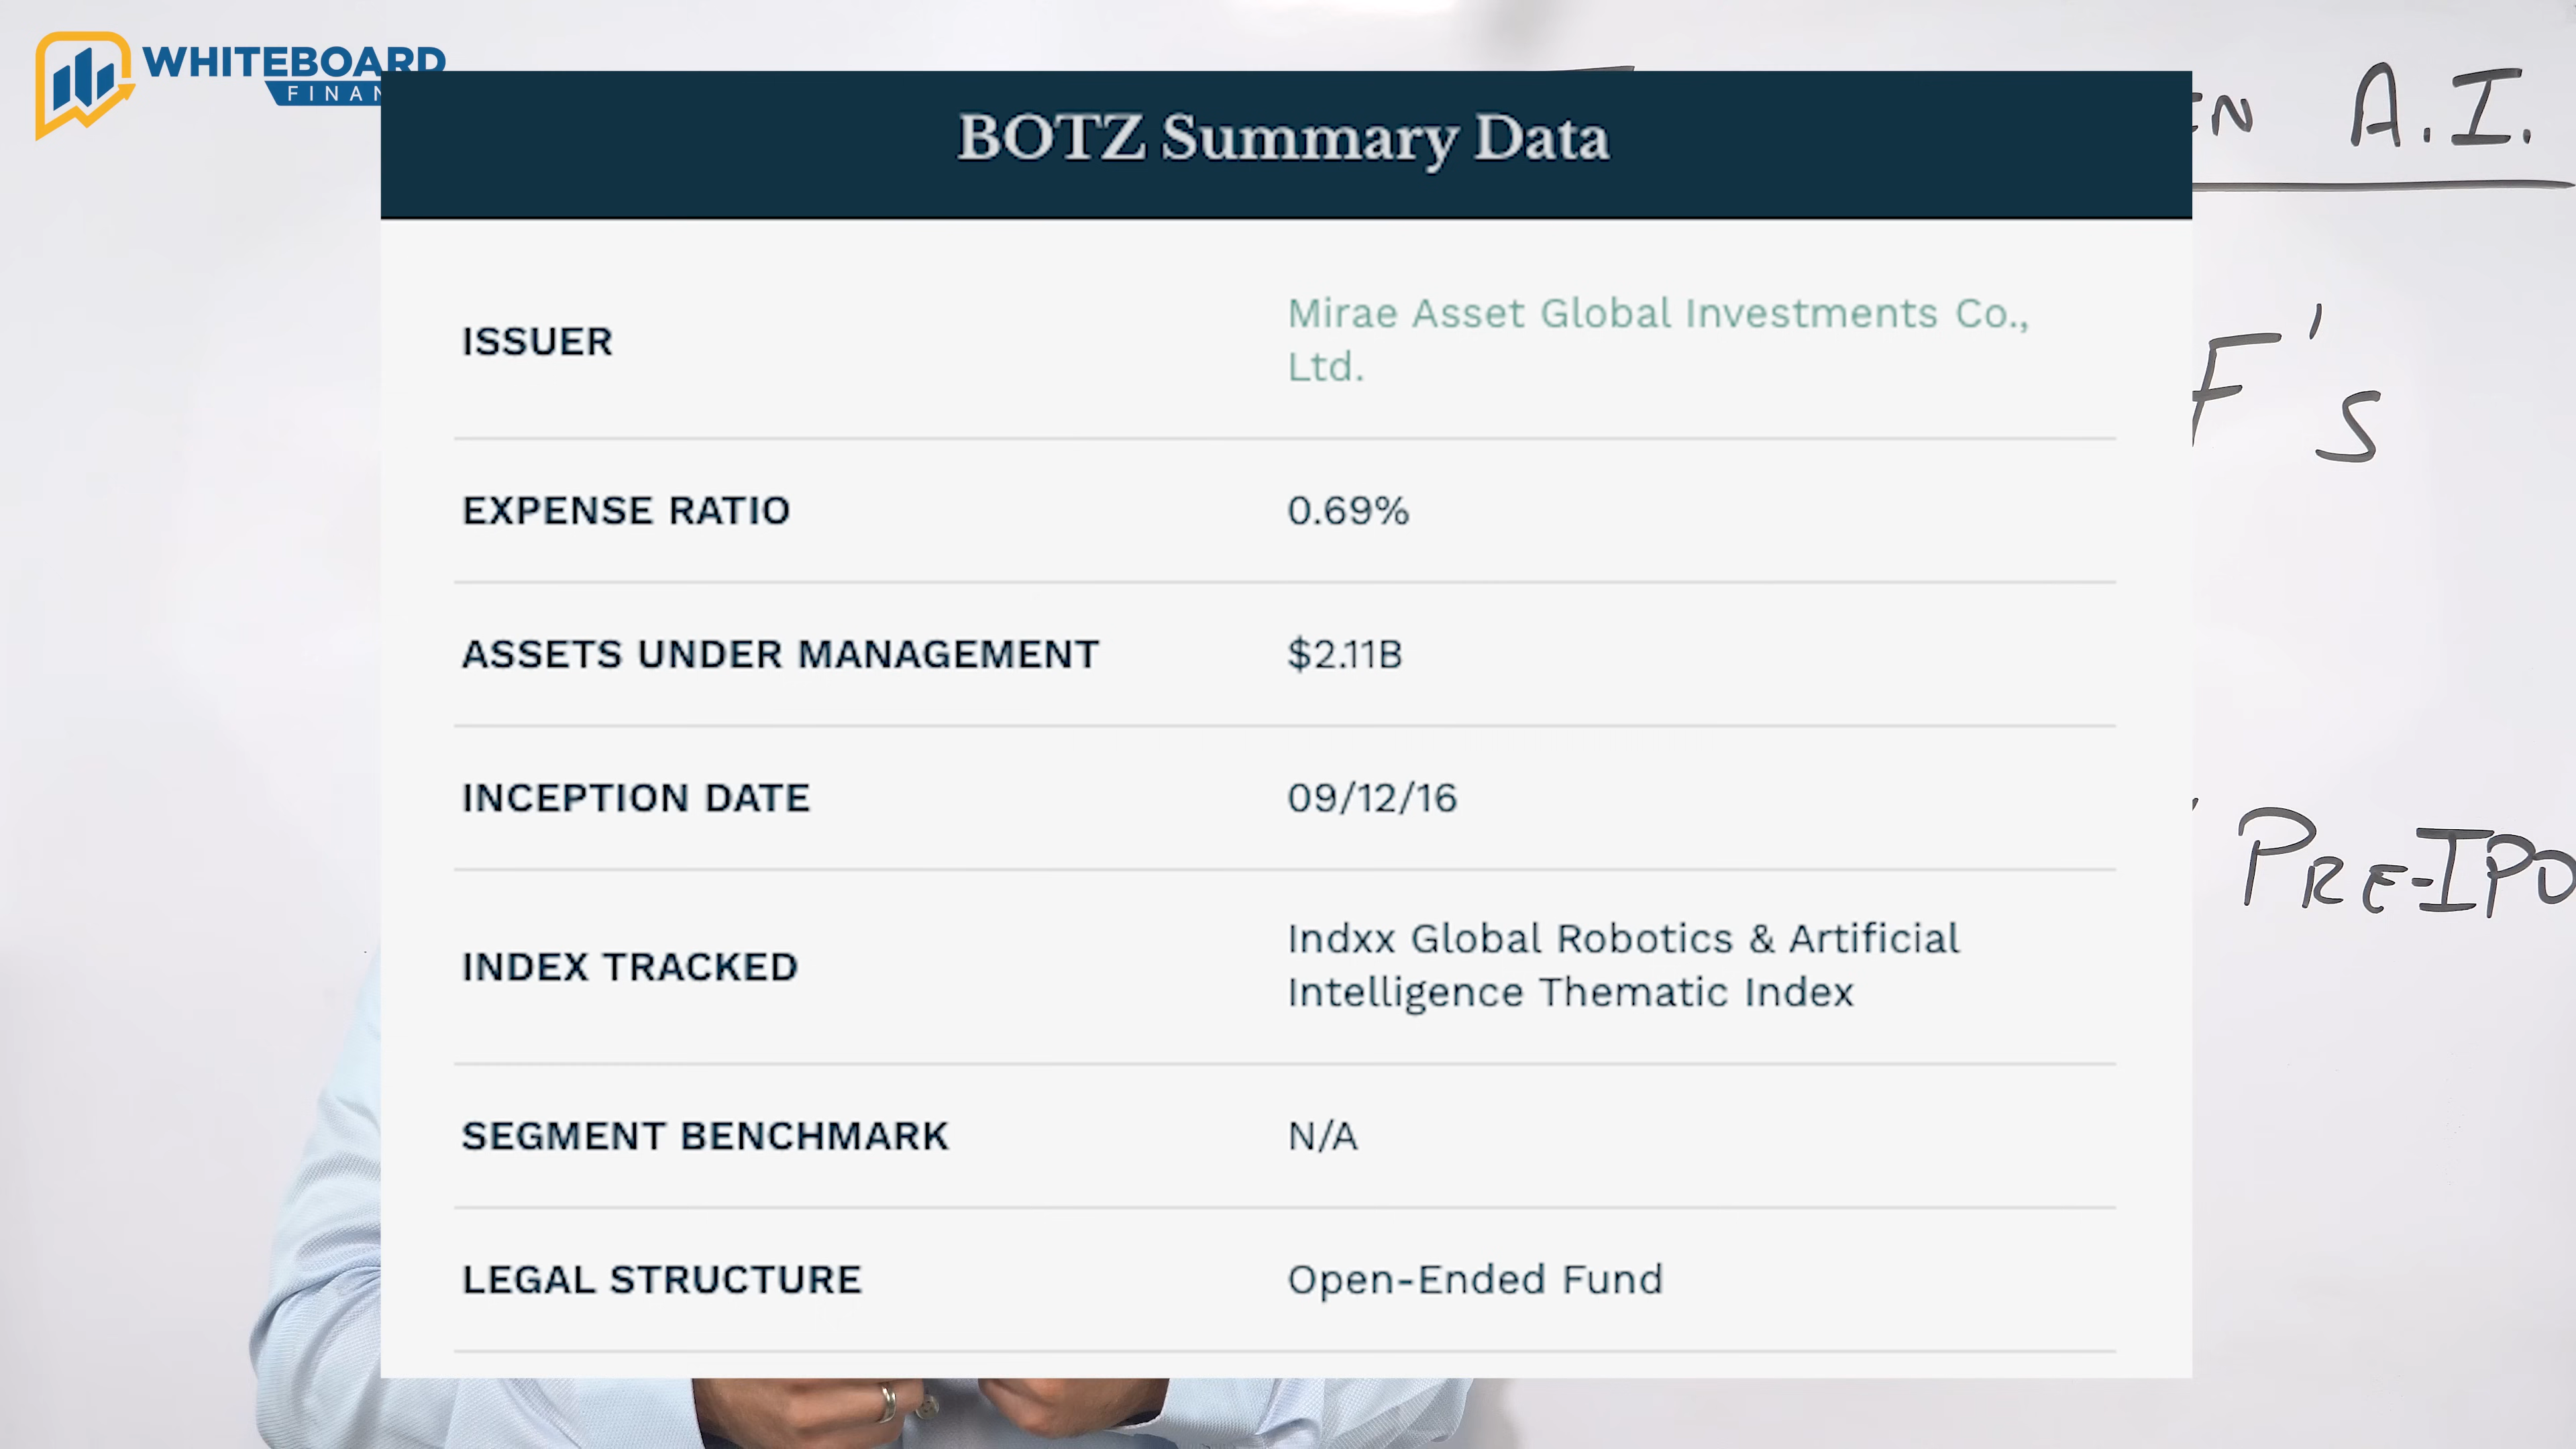 WHITEBOARD
FINAN
BOTZ Summary Data
IN A.I.
ISSUER
Mirae Asset Global Investments Co.,
Ltd.
F's
EXPENSE RATIO 0.69%
ASSETS UNDER MANAGEMENT $2.11B
INCEPTION DATE 09/12/16
PRE-IPO
INDEX TRACKED
Indxx Global Robotics & Artificial
Intelligence Thematic Index
SEGMENT BENCHMARK N/A
LEGAL STRUCTURE Open-Ended Fund